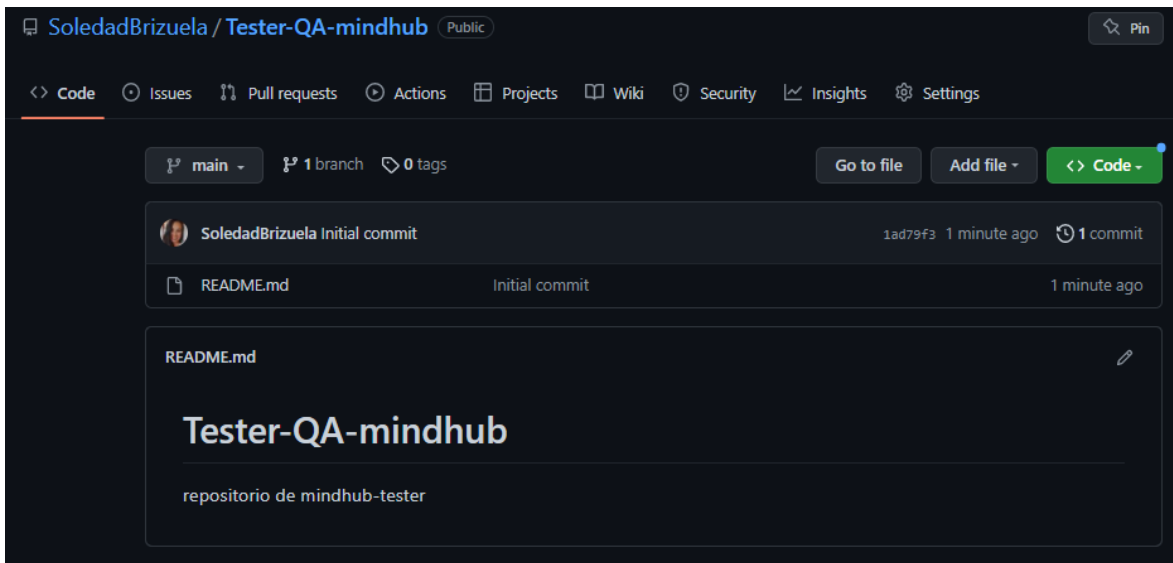 SoledadBrizuela / Tester-QA-mindhub Public Pin
<> Code Issues Pull requests Actions Projects Wiki Security Insights Settings
main 1 branch 0 tags Go to file Add file <> Code
SoledadBrizuela Initial commit 1ad79f3 1 minute ago 1 commit
README.md Initial commit 1 minute ago
README.md
Tester-QA-mindhub
repositorio de mindhub-tester